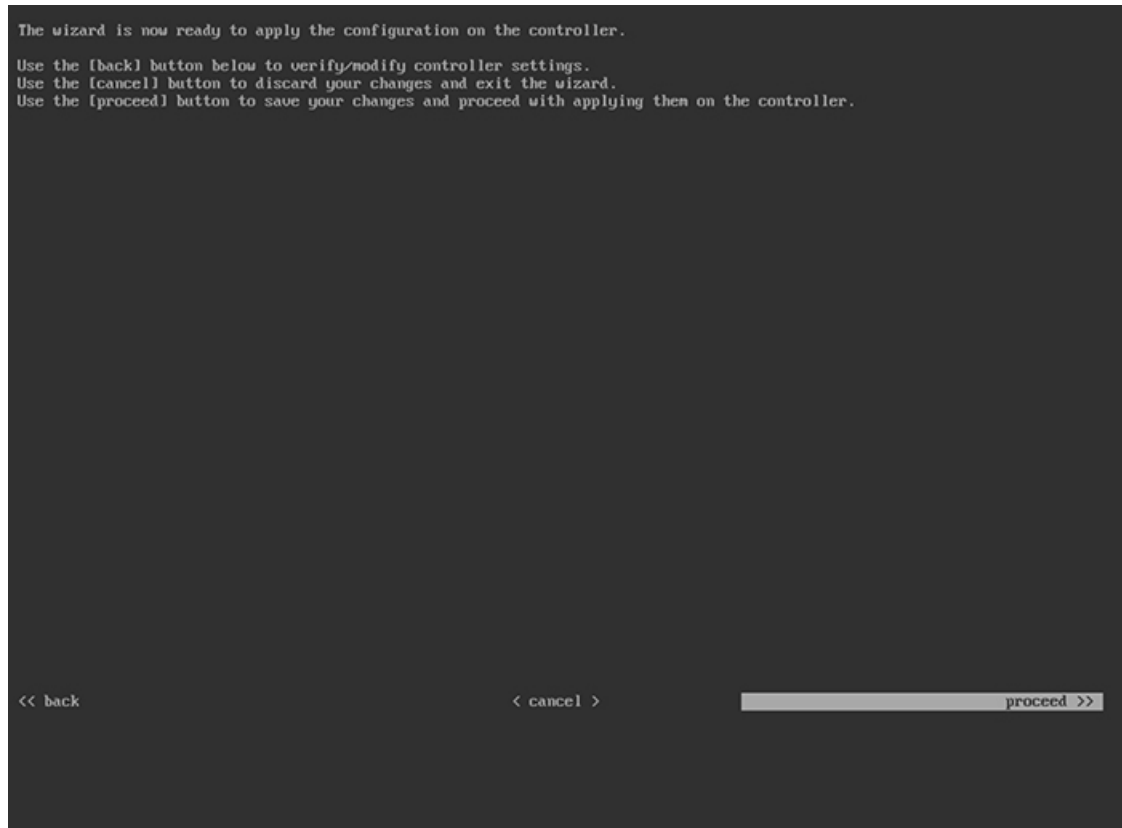 The wizard is now ready to apply the configuration on the controller.
Use the [back] button below to verify/modify controller settings.
Use the [cancel] button to discard your changes and exit the wizard.
Use the [proceed] button to save your changes and proceed with applying them on the controller.
<< back < cancel > proceed >>